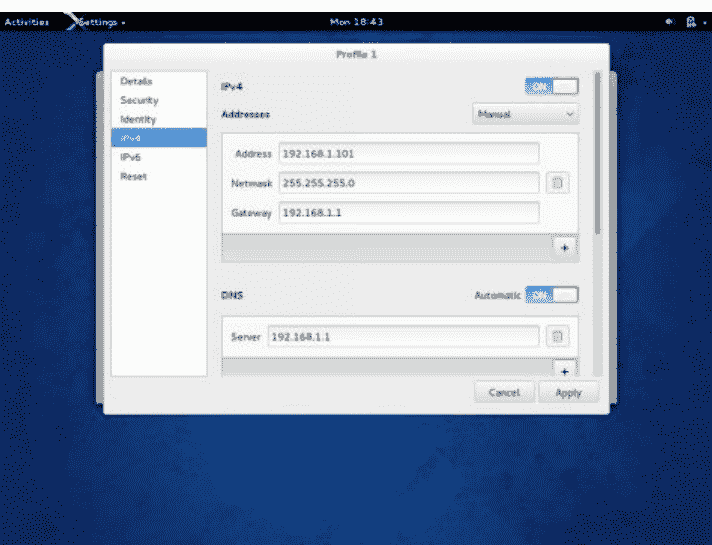 Activities Settings Mon 18:43
Profile 1
Details
Security
Identity
IPv4
IPv6
Reset
IPv4 ON
Addresses Manual
Address 192.168.1.101
Netmask 255.255.255.0
Gateway 192.168.1.1
+
DNS Automatic ON
Server 192.168.1.1
+
Cancel Apply